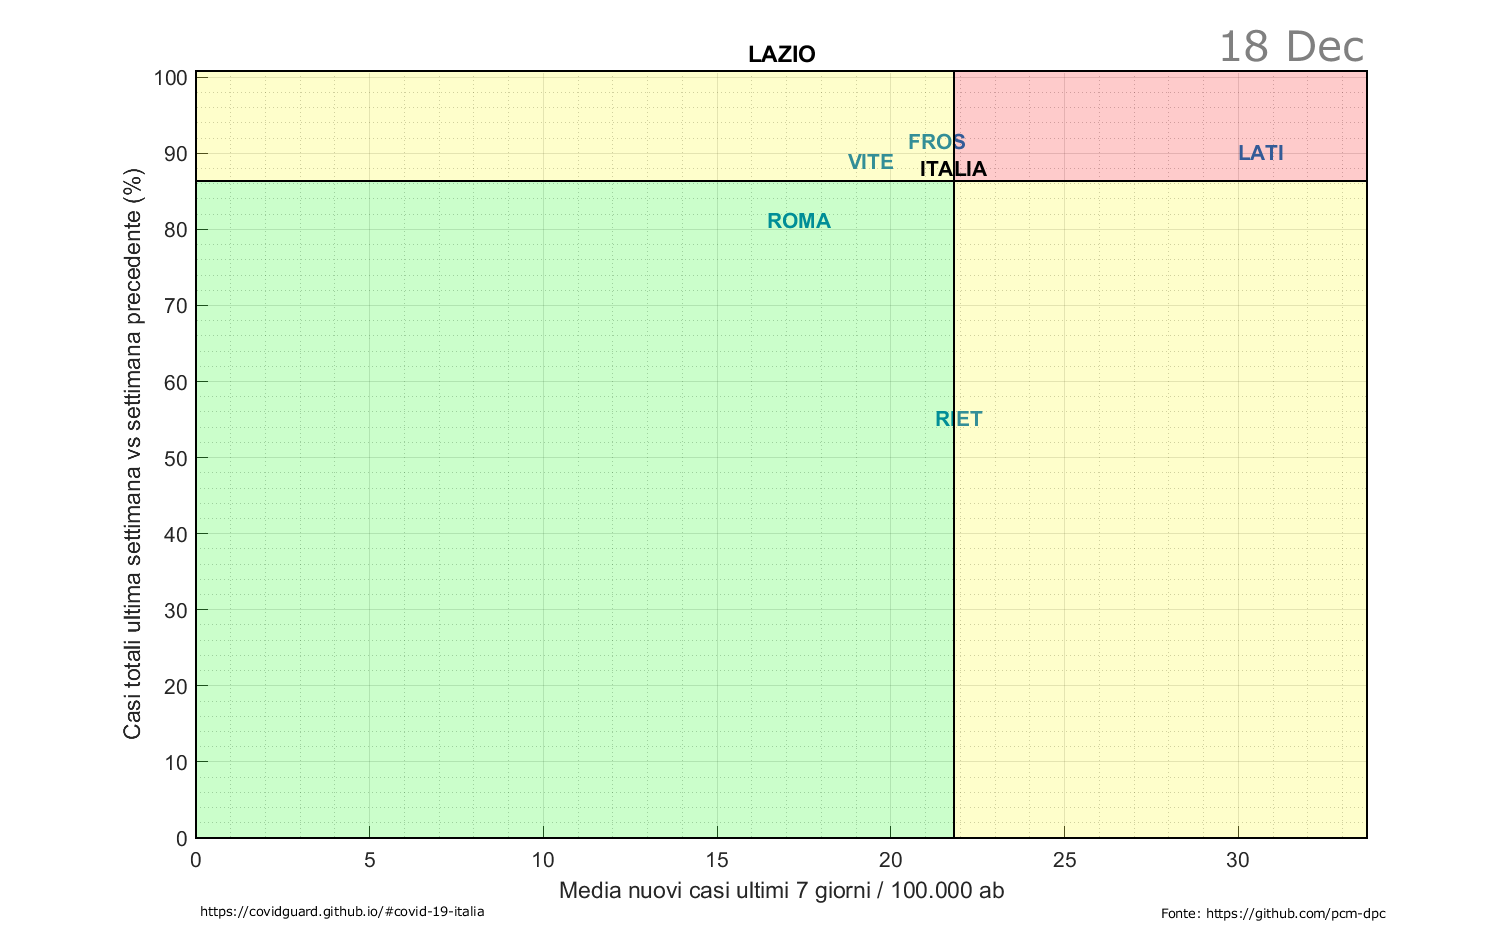 18 Dec
LAZIO
Casi totali ultima settimana vs settimana precedente (%)
100
90
80
70
60
50
40
30
20
10
0
FROS
VITE
ITALIA
LATI
ROMA
RIET
0 5 10 15 20 25 30
Media nuovi casi ultimi 7 giorni / 100.000 ab
https://covidguard.github.io/#covid-19-italia
Fonte: https://github.com/pcm-dpc